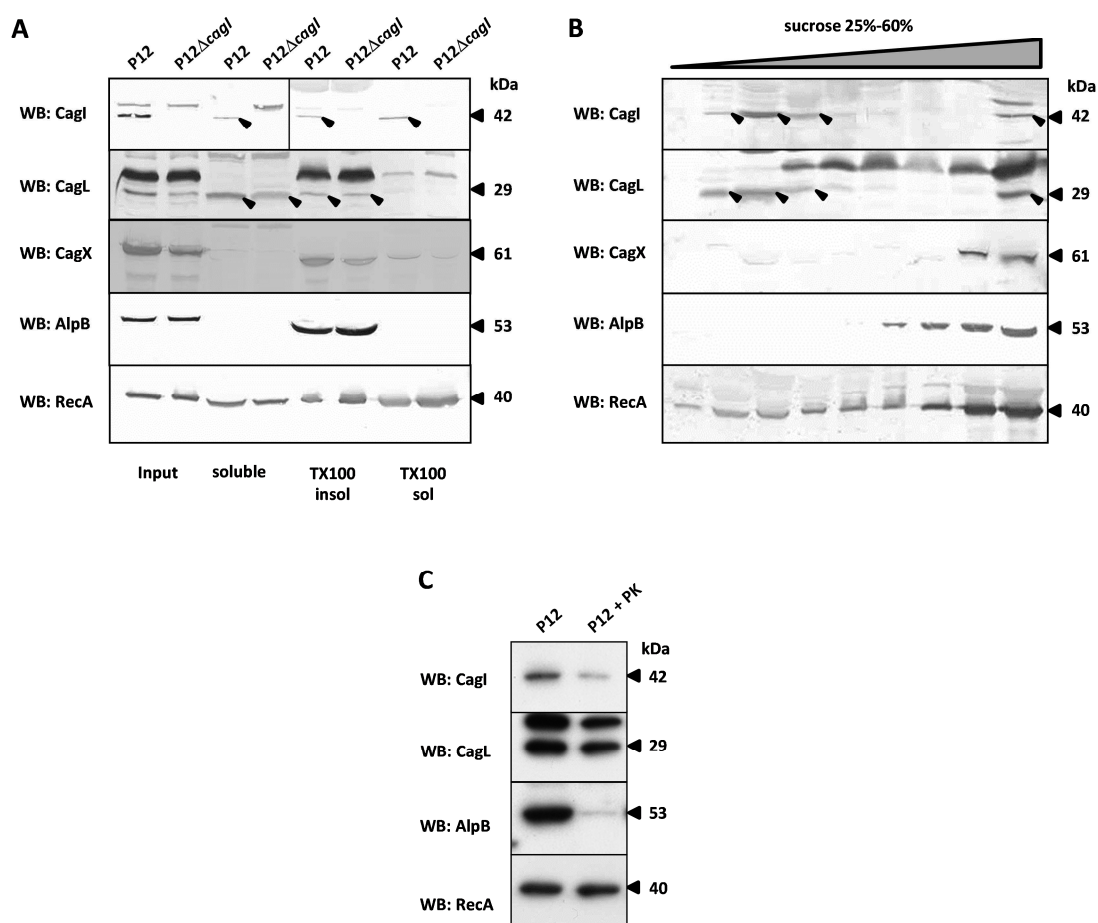 A
P12 P12ΔcagI P12 P12ΔcagI P12 P12ΔcagI P12 P12ΔcagI
kDa
WB: CagI 42
WB: CagL 29
WB: CagX 61
WB: AlpB 53
WB: RecA 40
Input soluble TX100 insol TX100 sol
B
sucrose 25%-60%
kDa
WB: CagI 42
WB: CagL 29
WB: CagX 61
WB: AlpB 53
WB: RecA 40
C
P12 P12 + PK
kDa
WB: CagI 42
WB: CagL 29
WB: AlpB 53
WB: RecA 40